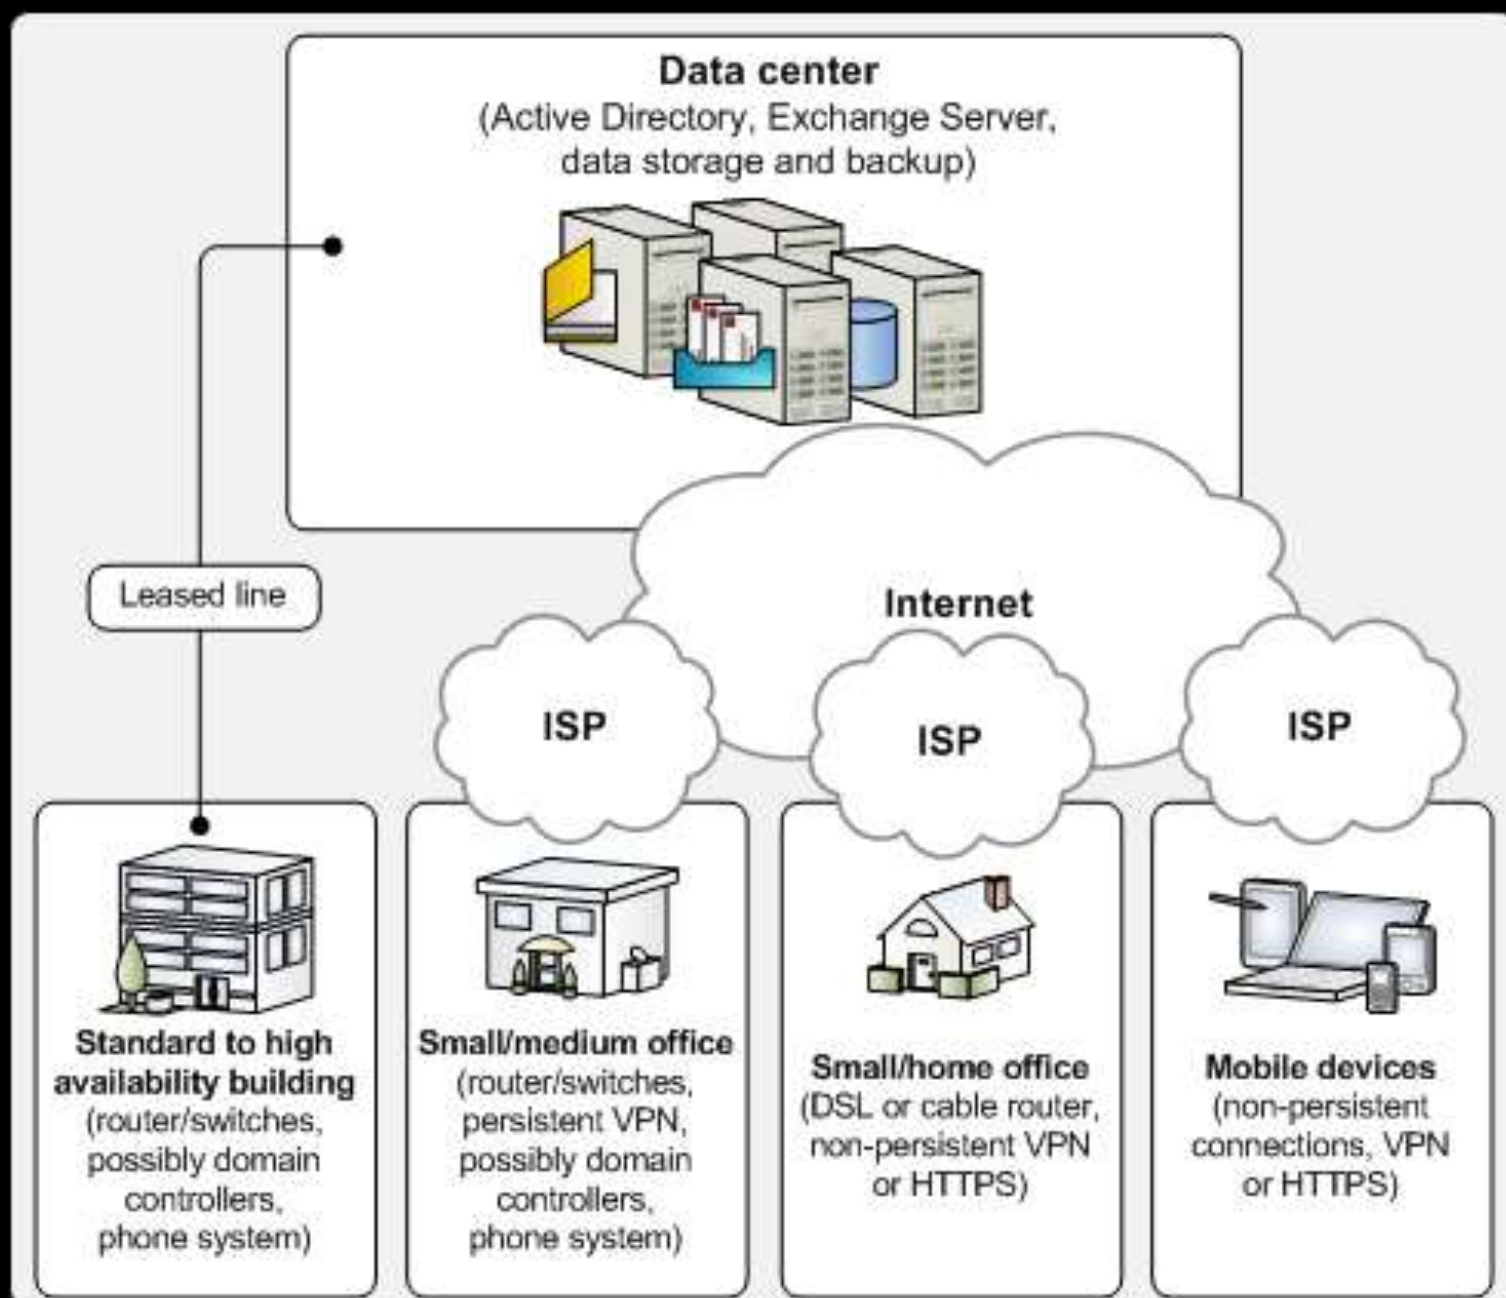 Data center
(Active Directory, Exchange Server,
data storage and backup)
Leased line
Internet
ISP
ISP
ISP
Standard to high
availability building
(router/switches,
possibly domain
controllers,
phone system)
Small/medium office
(router/switches,
persistent VPN,
possibly domain
controllers,
phone system)
Small/home office
(DSL or cable router,
non-persistent VPN
or HTTPS)
Mobile devices
(non-persistent
connections, VPN
or HTTPS)